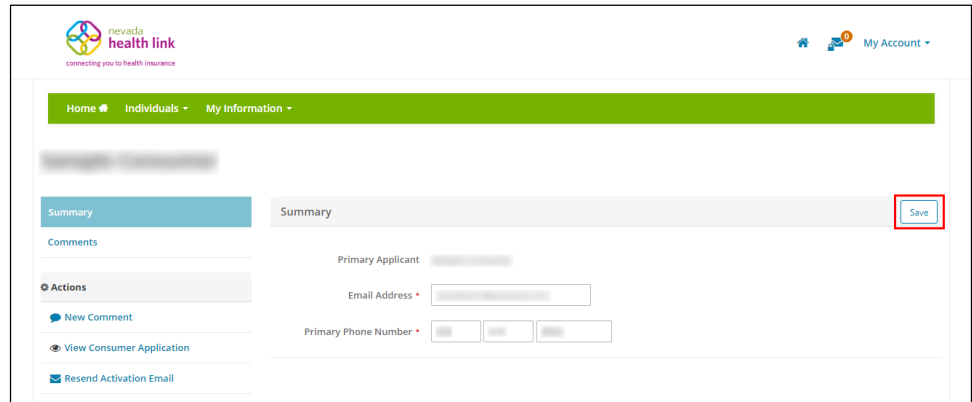 nevada
health link
connecting you to health insurance
0
My Account
Home Individuals My Information
Summary
Comments
Actions
New Comment
View Consumer Application
Resend Activation Email
Summary
Save
Primary Applicant
Email Address *
Primary Phone Number *